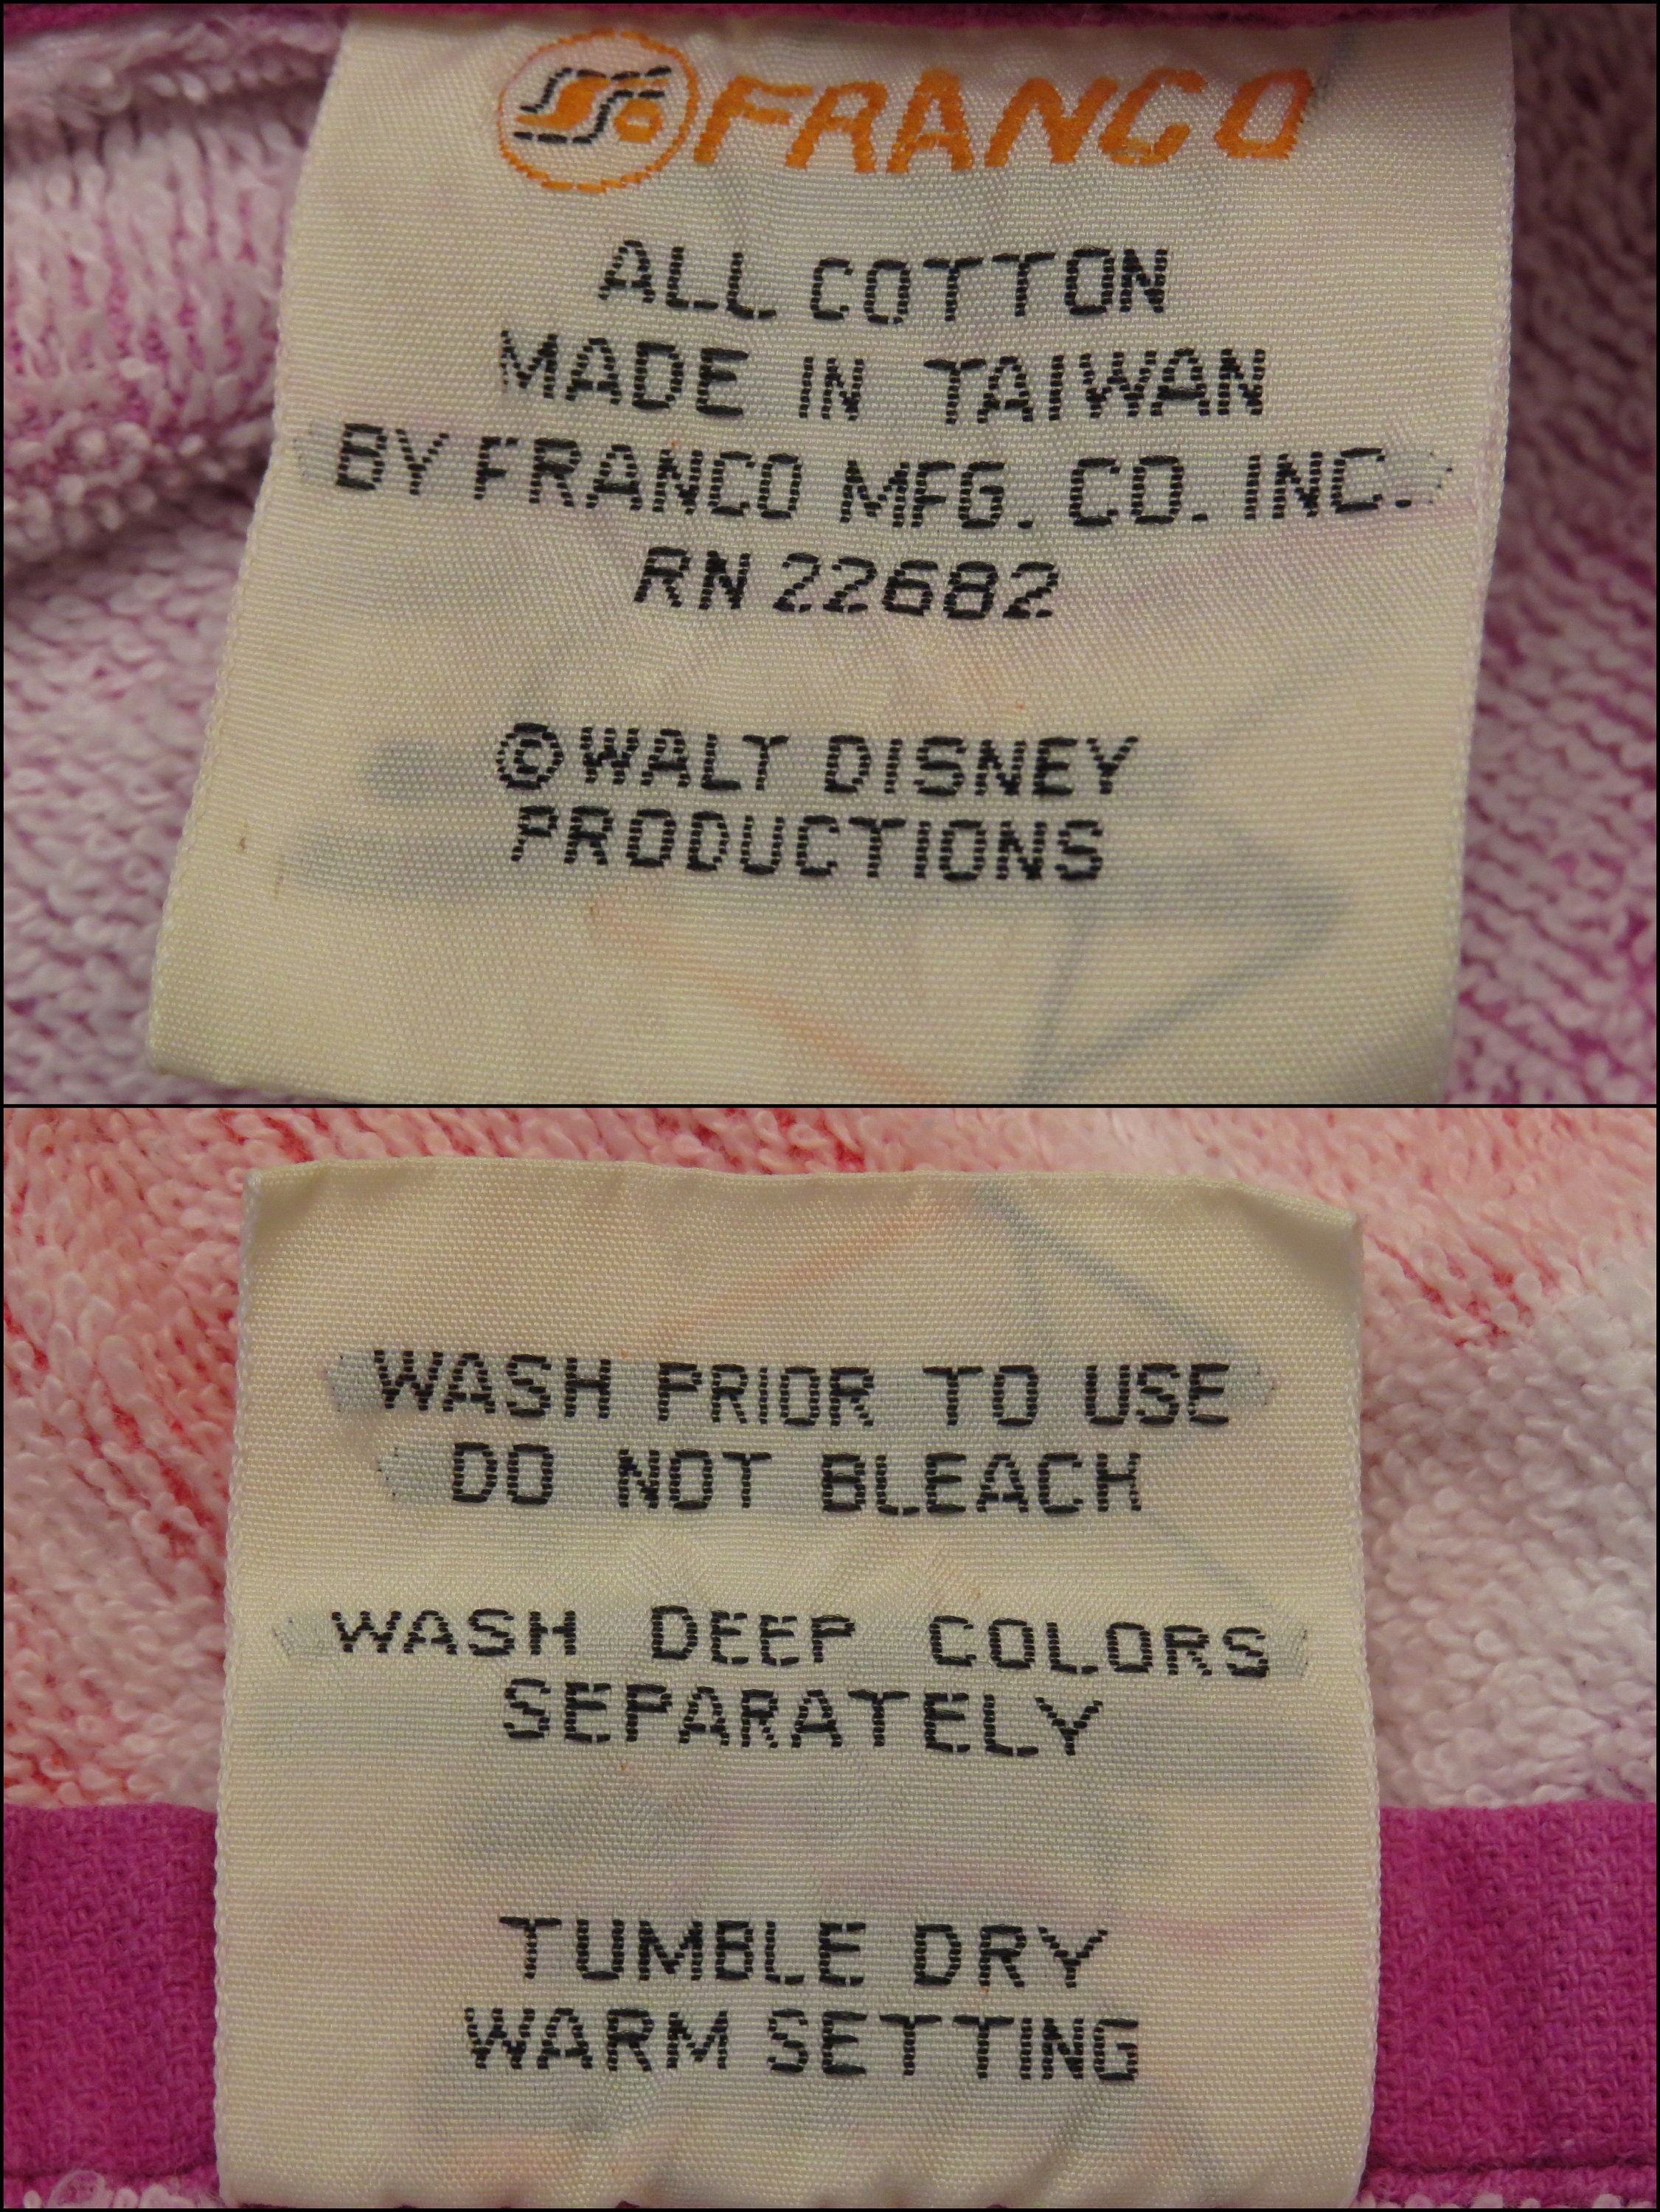 FRANCO
ALL COTTON
MADE IN TAIWAN
BY FRANCO MFG. CO. INC.
RN 22682
©WALT DISNEY
PRODUCTIONS
WASH PRIOR TO USE
DO NOT BLEACH
WASH DEEP COLORS
SEPARATELY
TUMBLE DRY
WARM SETTING